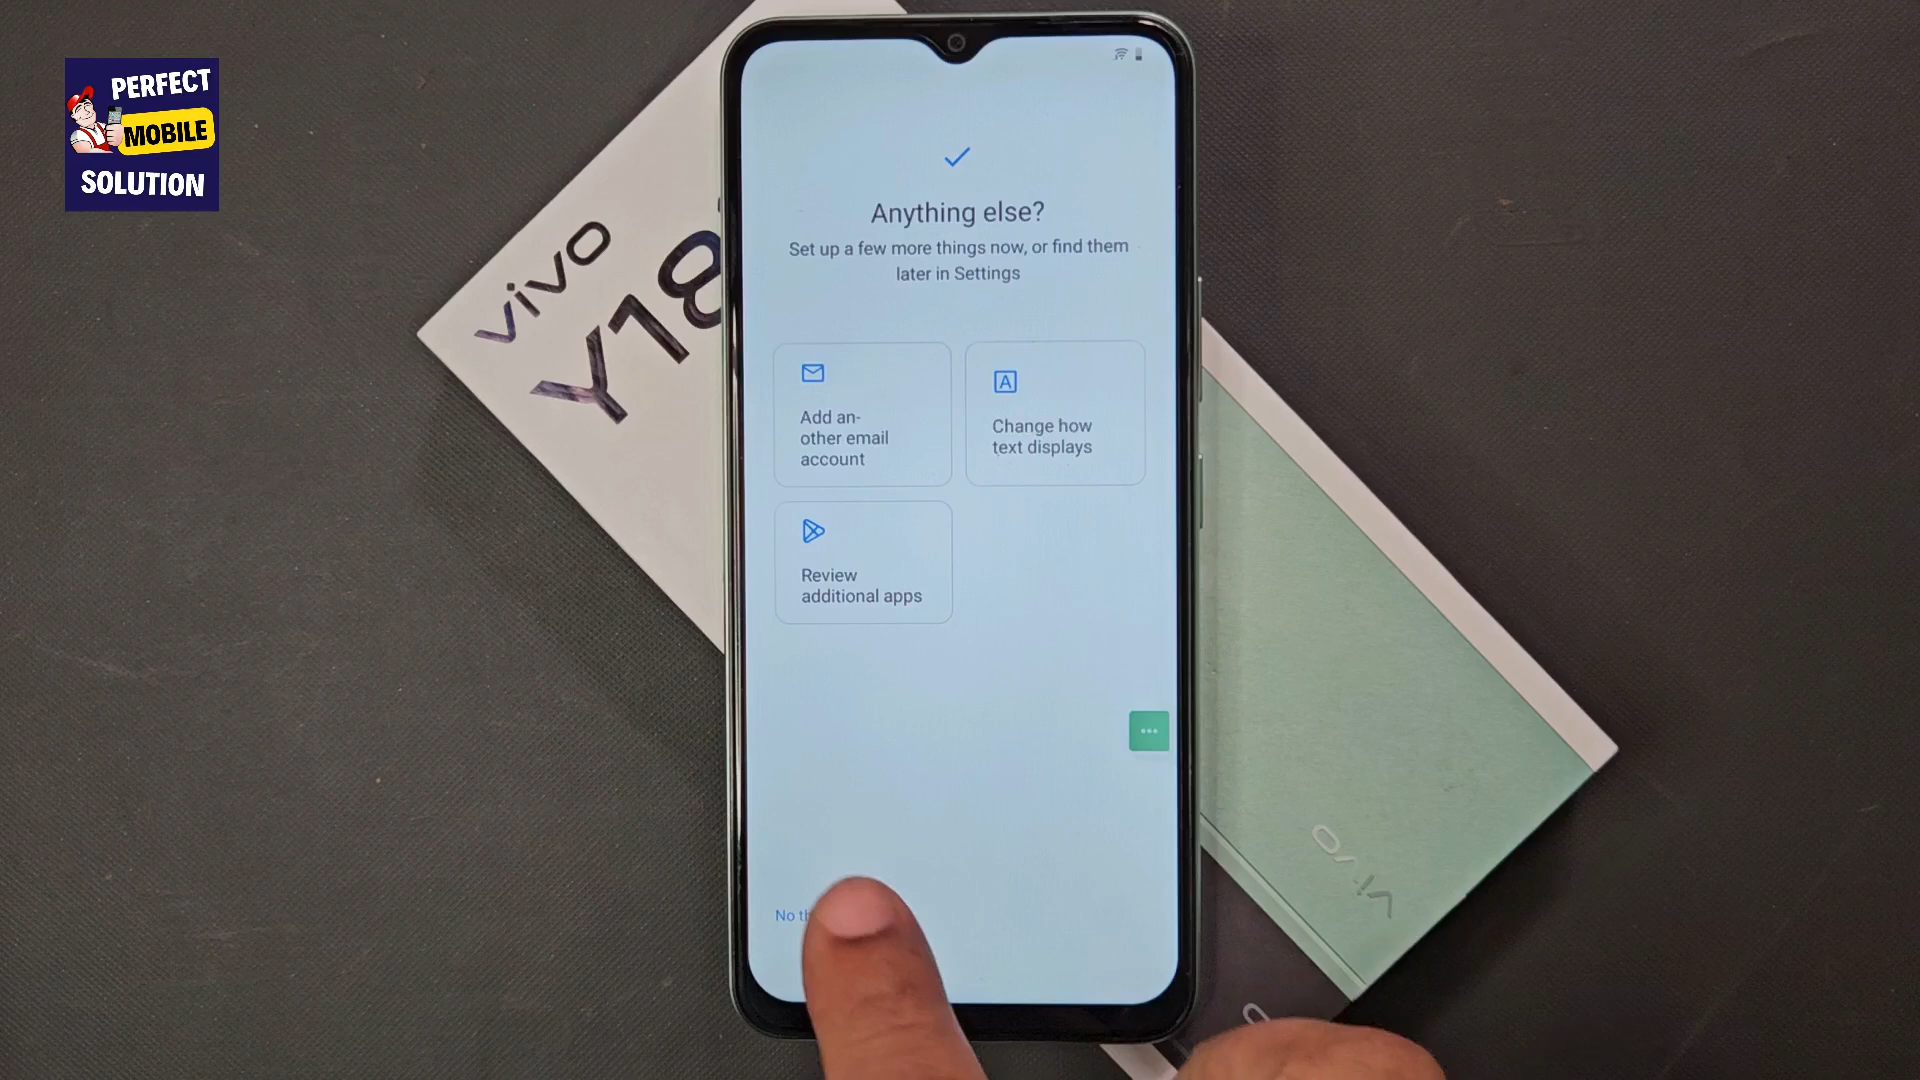 PERFECT
MOBILE
SOLUTION
vivo
Y18
Anything else?
Set up a few more things now, or find them
later in Settings
Add an-
other email
account
A
Change how
text displays
Review
additional apps
No
vivo